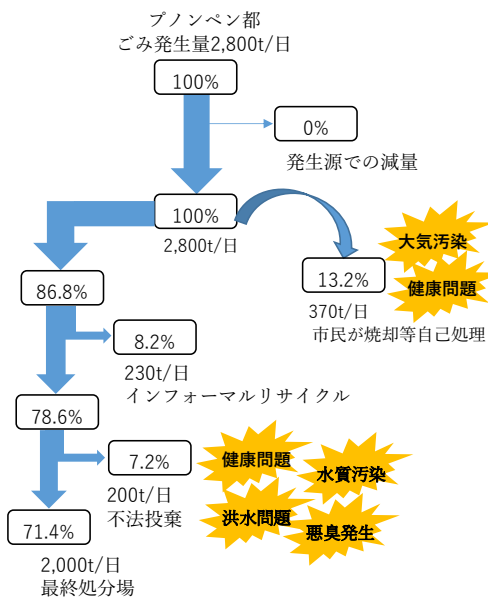 プノンペン都
ごみ発生量2,800t/日
100%
0%
発生源での減量
100%
2,800t/日
大気汚染
13.2%
健康問題
86.8%
370t/日
市民が焼却等自己処理
8.2%
230t/日
インフォーマルリサイクル
78.6%
7.2%
健康問題
水質汚染
200t/日
不法投棄
洪水問題
悪臭発生
71.4%
2,000t/日
最終処分場